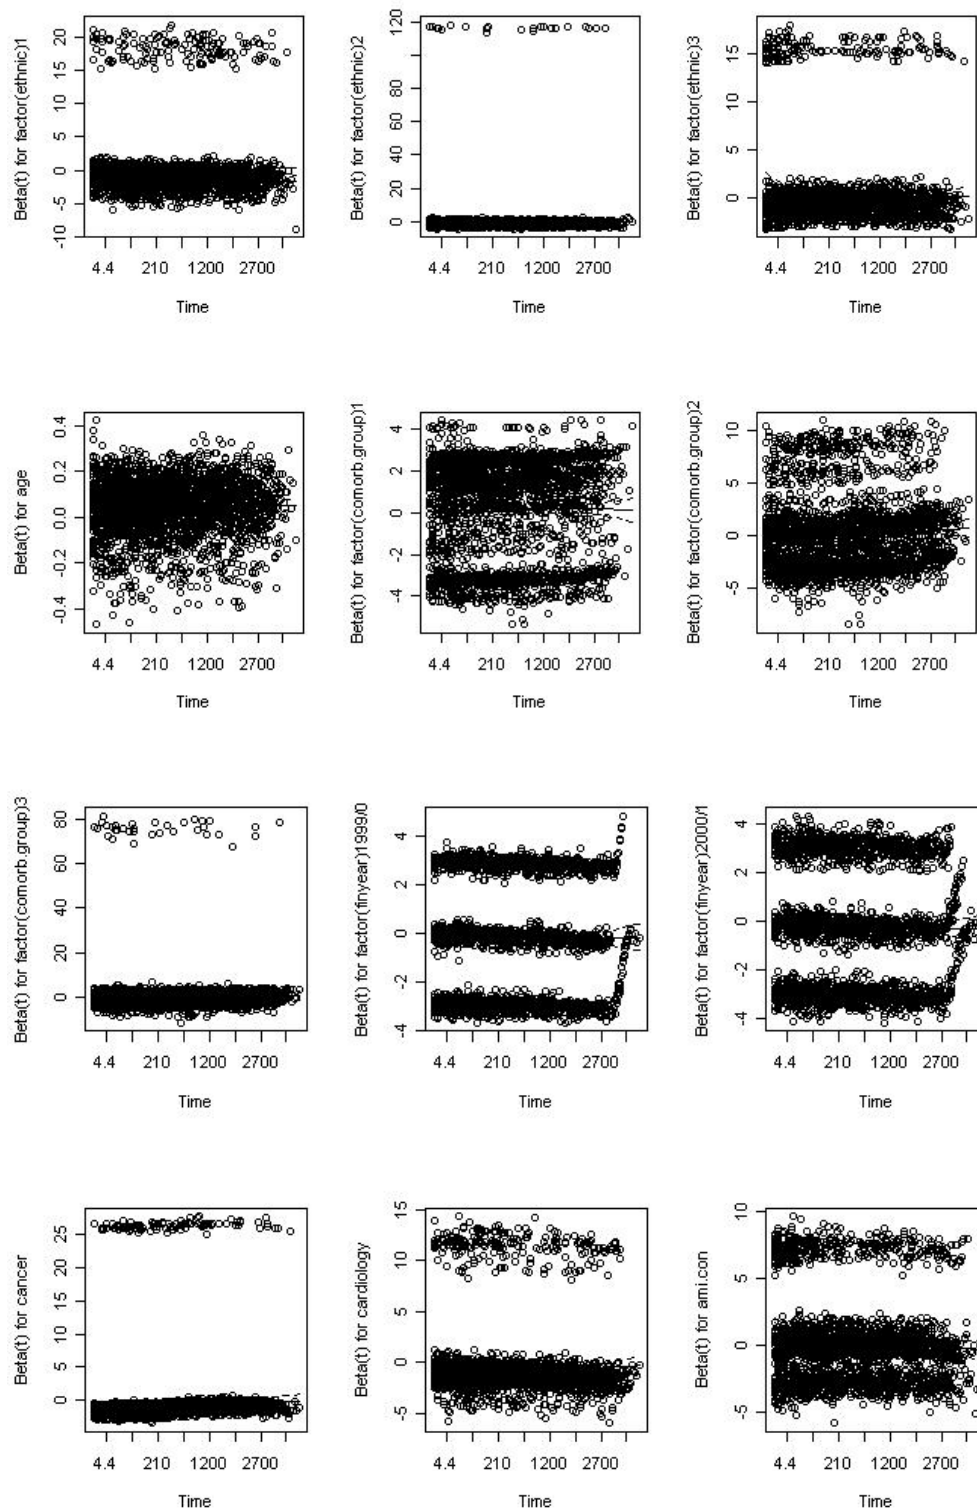 Beta(t) for factor(ethnic)1
20
15
10
5
0
-5
-10
4.4 210 1200 2700
Time
Beta(t) for factor(ethnic)2
120
100
80
60
40
20
0
4.4 210 1200 2700
Time
Beta(t) for factor(ethnic)3
15
10
5
0
4.4 210 1200 2700
Time
Beta(t) for age
0.4
0.2
0.0
-0.2
-0.4
4.4 210 1200 2700
Time
Beta(t) for factor(comorb.group)1
4
2
0
-2
-4
4.4 210 1200 2700
Time
Beta(t) for factor(comorb.group)2
10
5
0
-5
4.4 210 1200 2700
Time
Beta(t) for factor(comorb.group)3
80
60
40
20
0
4.4 210 1200 2700
Time
Beta(t) for factor(finyear)1999/0
4
2
0
-2
-4
4.4 210 1200 2700
Time
Beta(t) for factor(finyear)2000/1
4
2
0
-2
-4
4.4 210 1200 2700
Time
Beta(t) for cancer
25
20
15
10
5
0
4.4 210 1200 2700
Time
Beta(t) for cardiology
15
10
5
0
-5
4.4 210 1200 2700
Time
Beta(t) for ami.con
10
5
0
-5
4.4 210 1200 2700
Time